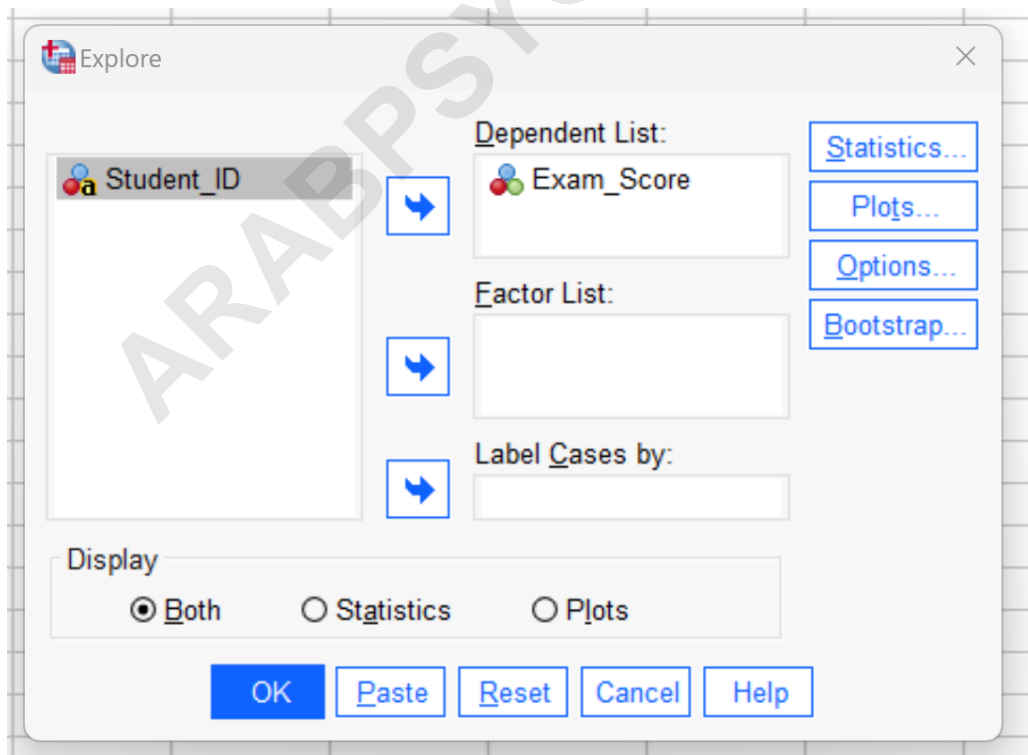 Explore
Dependent List:
Student_ID
Exam_Score
Statistics...
Plots...
Options...
Bootstrap...
Factor List:
Label Cases by:
Display
Both
Statistics
Plots
OK
Paste
Reset
Cancel
Help
ARABPSY